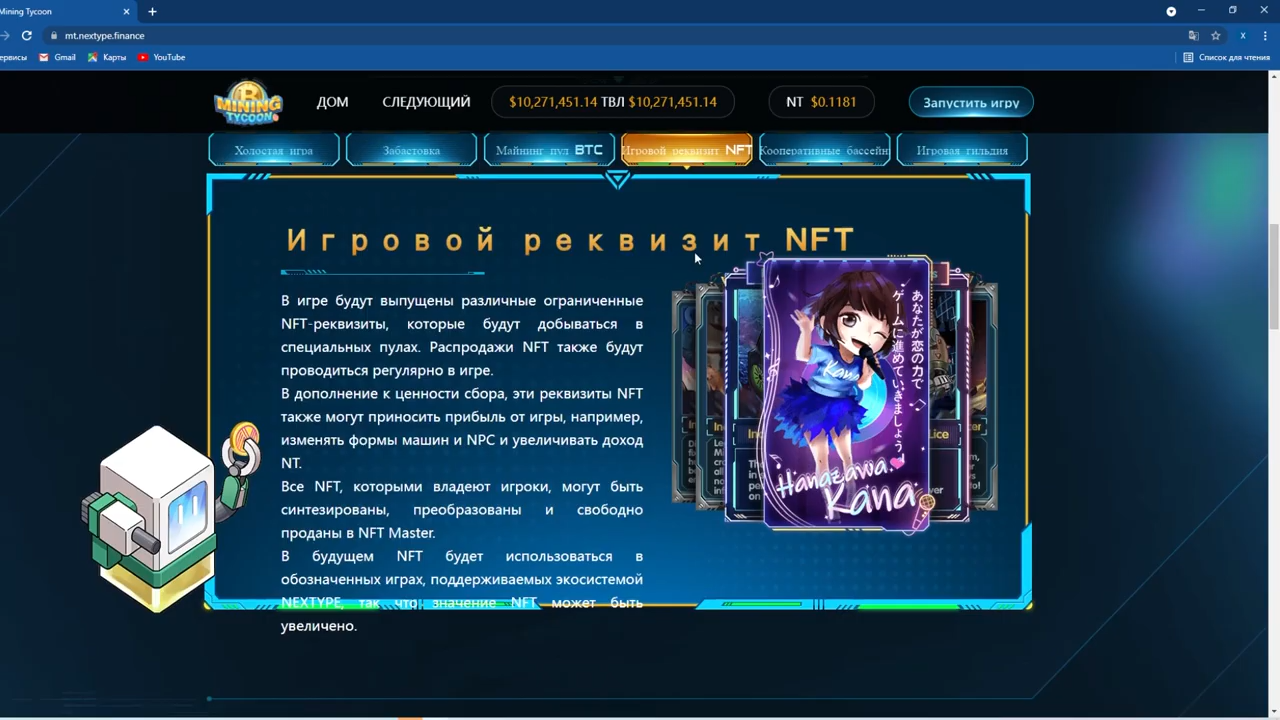 Mining Tycoon
mt.nextype.finance
ервисы Gmail Карты YouTube Список для чтения
MINING TYCOON
ДОМ СЛЕДУЮЩИЙ $10,271,451.14 ТВЛ $10,271,451.14 NT $0.1181 Запустить игру
Холостая игра Забастовка Майнинг пул BTC Игровой реквизит NFT Кооперативные бассейн Игровая гильдия
Игровой реквизит NFT
В игре будут выпущены различные ограниченные
NFT-реквизиты, которые будут добываться в
специальных пулах. Распродажи NFT также будут
проводиться регулярно в игре.
В дополнение к ценности сбора, эти реквизиты NFT
также могут приносить прибыль от игры, например,
изменять формы машин и NPC и увеличивать доход
NT.
Все NFT, которыми владеют игроки, могут быть
синтезированы, преобразованы и свободно
проданы в NFT Master.
В будущем NFT будет использоваться в
обозначенных играх, поддерживаемых экосистемой
NEXTYPE, так что значение NFT может быть
увеличено.
あなたが恋の力で
ゲームに進めていきましょう
Kana
Hanazawa
Kana